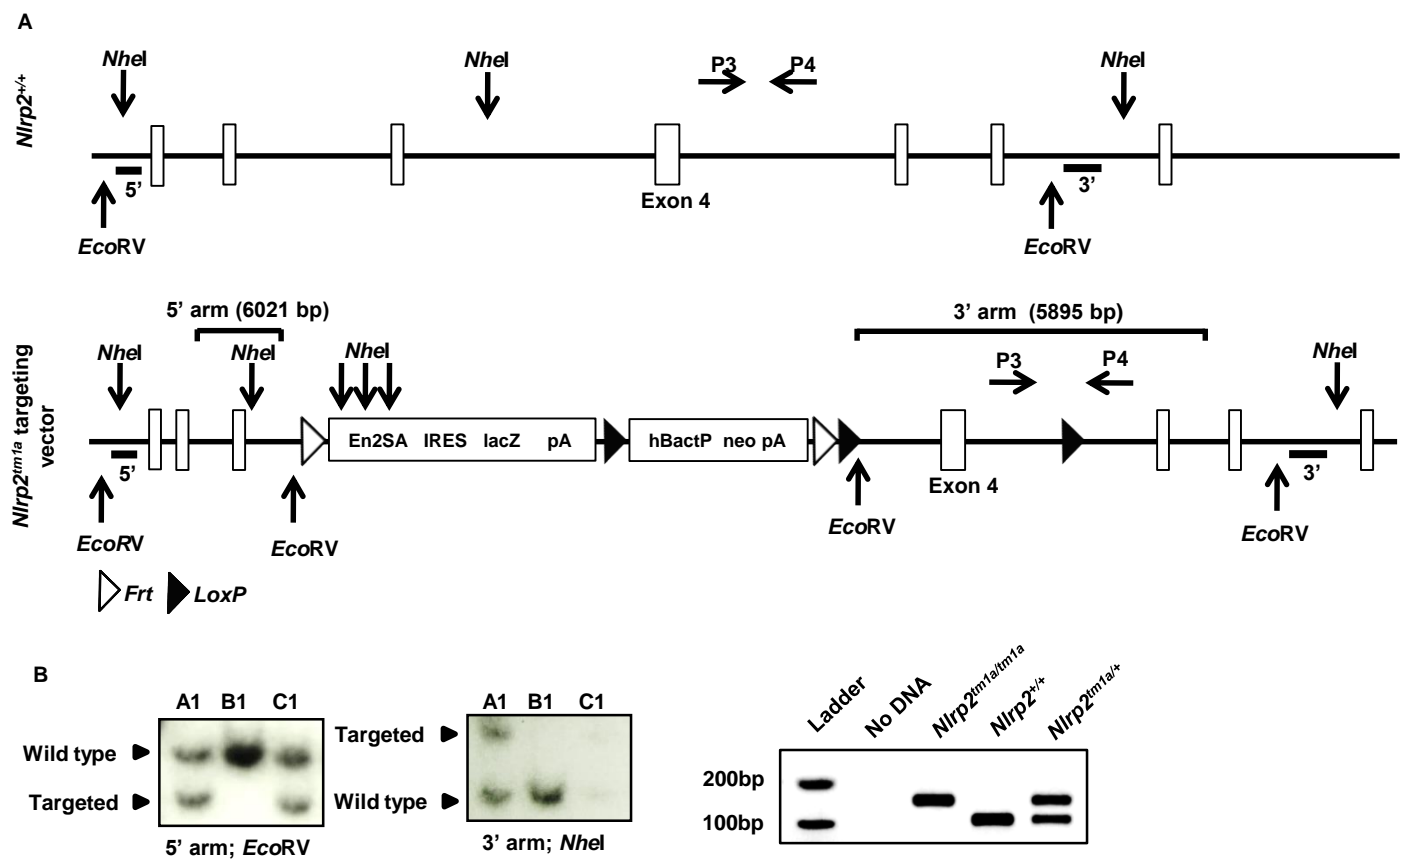 A
Nlrp2+/+
NheI
NheI
P3
P4
NheI
5’
Exon 4
3’
EcoRV
EcoRV
Nlrp2tm1a targeting
vector
5’ arm (6021 bp)
3’ arm (5895 bp)
NheI
NheI
NheI
P3
P4
NheI
En2SA IRES lacZ pA
hBactP neo pA
5’
Exon 4
3’
EcoRV
EcoRV
EcoRV
EcoRV
Frt
LoxP
B
A1 B1 C1
Wild type
Targeted
5’ arm; EcoRV
A1 B1 C1
Targeted
Wild type
3’ arm; NheI
Ladder
No DNA
Nlrp2tm1a/tm1a
Nlrp2+/+
Nlrp2tm1a/+
200bp
100bp